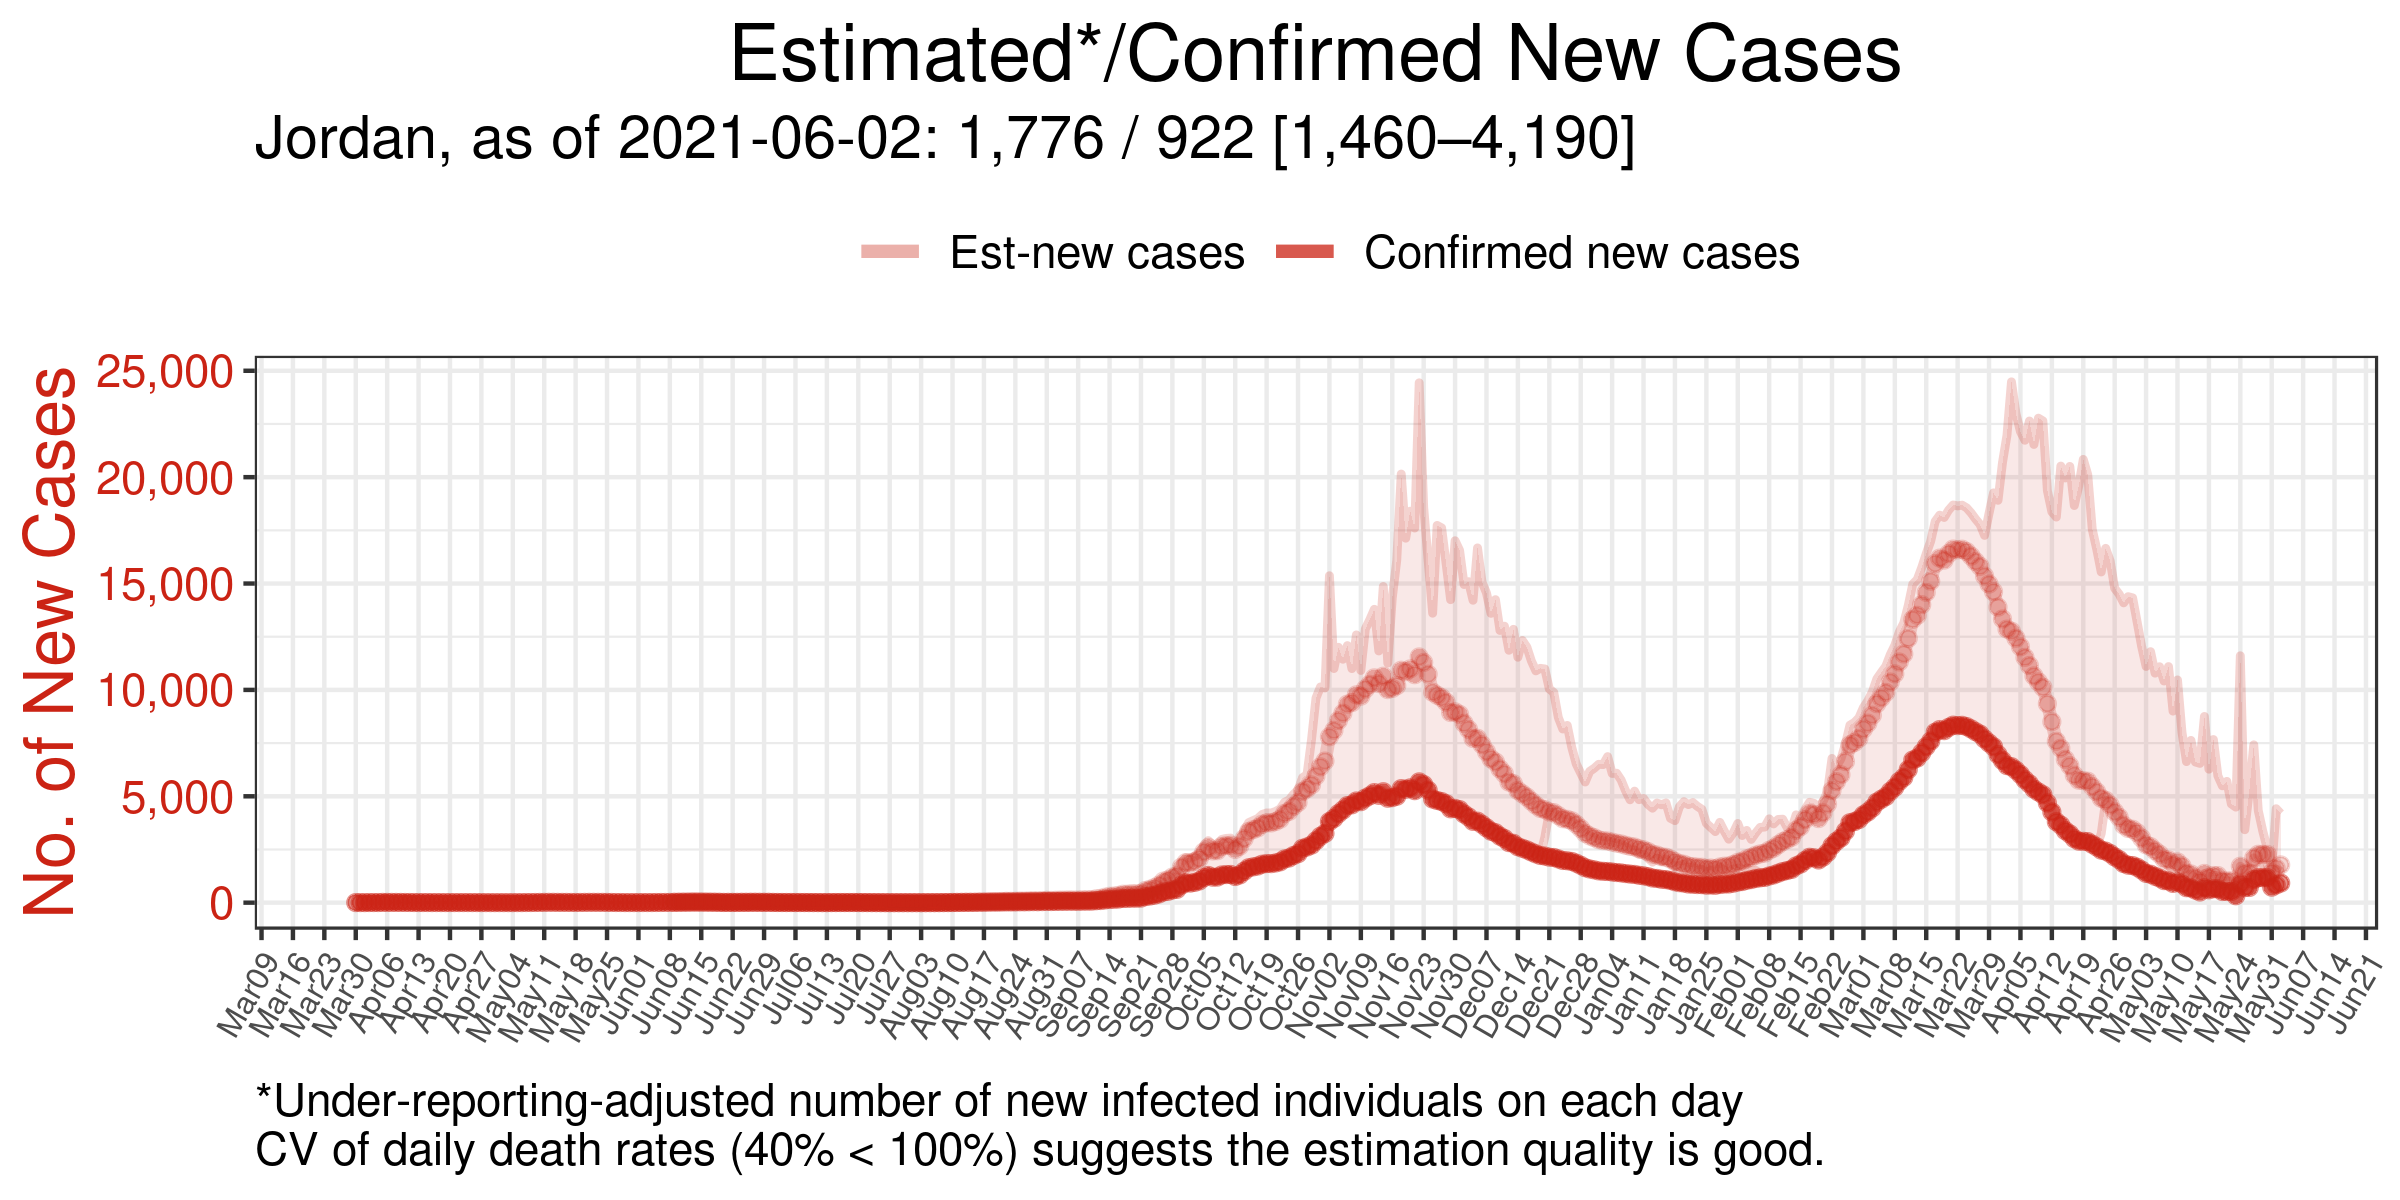 Estimated*/Confirmed New Cases
Jordan, as of 2021-06-02: 1,776 / 922 [1,460–4,190]
Est-new cases Confirmed new cases
No. of New Cases
25,000
20,000
15,000
10,000
5,000
0
Mar09 Mar16 Mar23 Mar30 Apr06 Apr13 Apr20 Apr27 May04 May11 May18 May25 Jun01 Jun08 Jun15 Jun22 Jun29 Jul06 Jul13 Jul20 Jul27 Aug03 Aug10 Aug17 Aug24 Aug31 Sep07 Sep14 Sep21 Sep28 Oct05 Oct12 Oct19 Oct26 Nov02 Nov09 Nov16 Nov23 Nov30 Dec07 Dec14 Dec21 Dec28 Jan04 Jan11 Jan18 Jan25 Feb01 Feb08 Feb15 Feb22 Mar01 Mar08 Mar15 Mar22 Mar29 Apr05 Apr12 Apr19 Apr26 May03 May10 May17 May24 May31 Jun07 Jun14 Jun21
*Under-reporting-adjusted number of new infected individuals on each day
CV of daily death rates (40% < 100%) suggests the estimation quality is good.